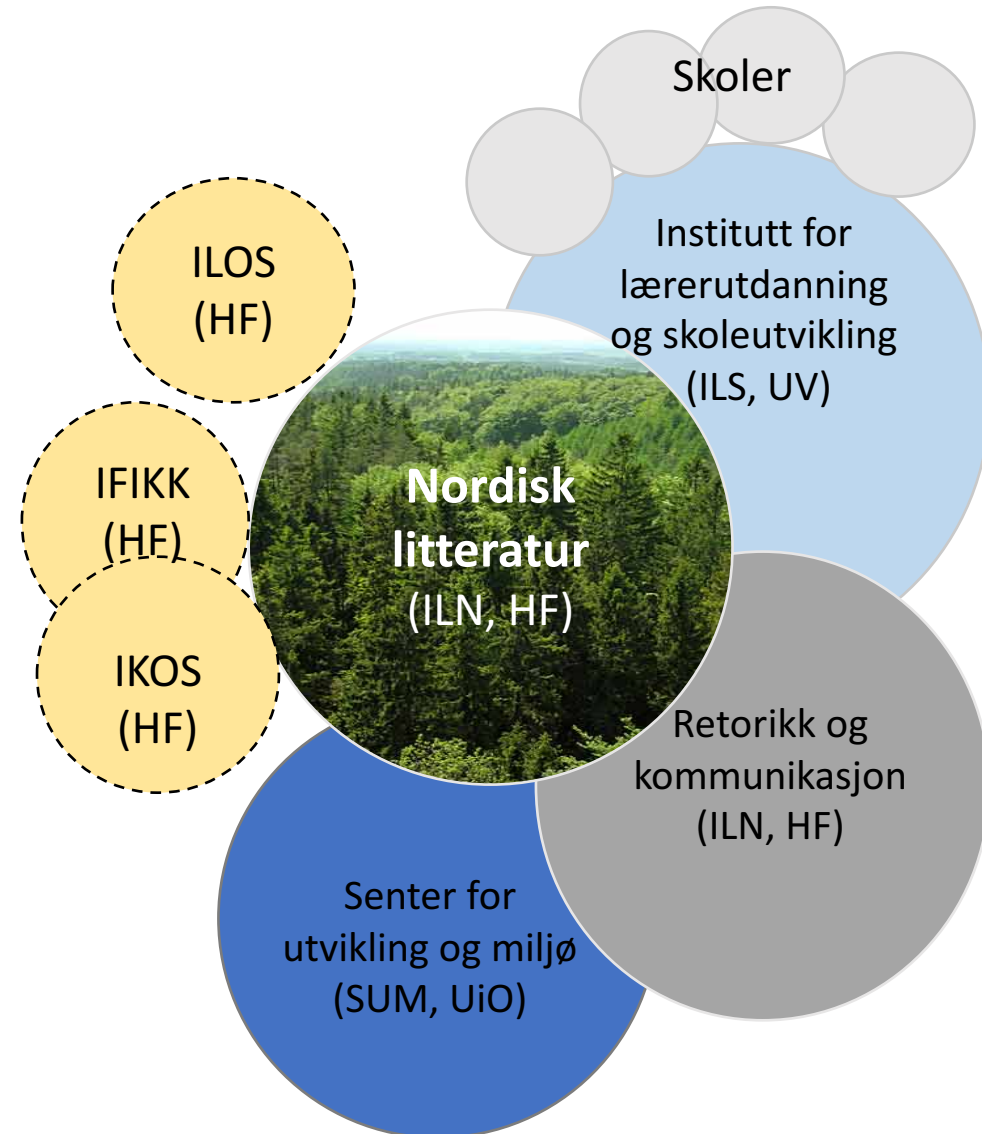 Skoler
Institutt for
lærerutdanning
og skoleutvikling
(ILS, UV)
ILOS
(HF)
IFIKK
(HF)
IKOS
(HF)
Nordisk
litteratur
(ILN, HF)
Retorikk og
kommunikasjon
(ILN, HF)
Senter for
utvikling og miljø
(SUM, UiO)